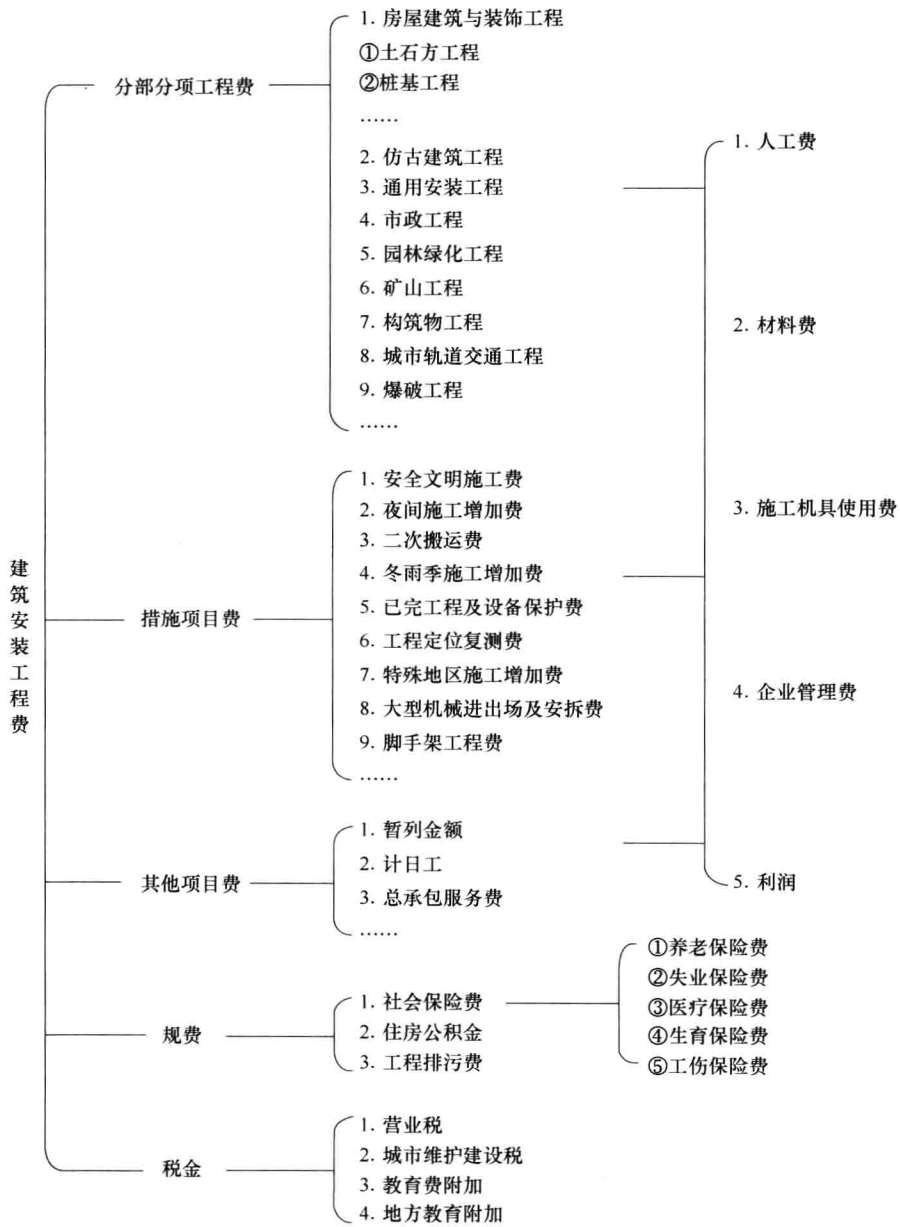 建筑安装工程费
分部分项工程费
1. 房屋建筑与装饰工程
①土石方工程
②桩基工程
……
2. 仿古建筑工程
3. 通用安装工程
4. 市政工程
5. 园林绿化工程
6. 矿山工程
7. 构筑物工程
8. 城市轨道交通工程
9. 爆破工程
……
措施项目费
1. 安全文明施工费
2. 夜间施工增加费
3. 二次搬运费
4. 冬雨季施工增加费
5. 已完工程及设备保护费
6. 工程定位复测费
7. 特殊地区施工增加费
8. 大型机械进出场及安拆费
9. 脚手架工程费
……
其他项目费
1. 暂列金额
2. 计日工
3. 总承包服务费
……
1. 人工费
2. 材料费
3. 施工机具使用费
4. 企业管理费
5. 利润
规费
1. 社会保险费
2. 住房公积金
3. 工程排污费
①养老保险费
②失业保险费
③医疗保险费
④生育保险费
⑤工伤保险费
税金
1. 营业税
2. 城市维护建设税
3. 教育费附加
4. 地方教育附加